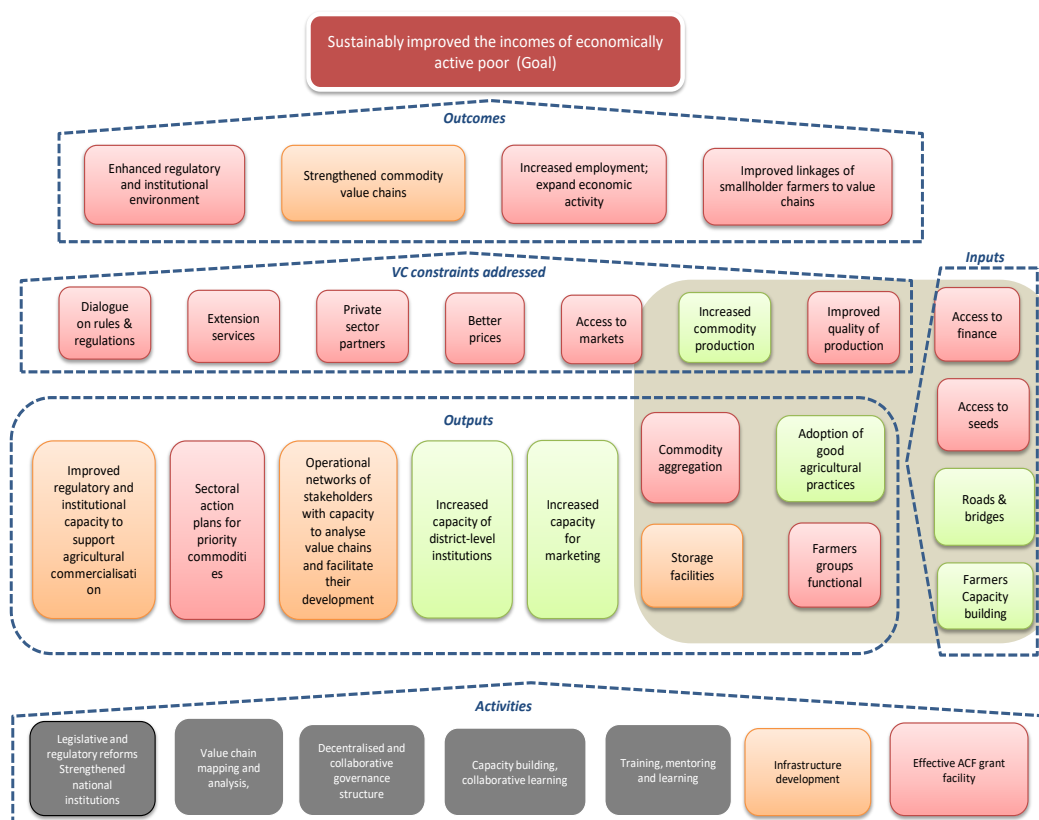 Sustainably improved the incomes of economically
active poor  (Goal)
Outcomes
Enhanced regulatory
and institutional
environment
Strengthened commodity
value chains
Increased employment;
expand economic
activity
Improved linkages of
smallholder farmers to value
chains
VC constraints addressed
Inputs
Dialogue
on rules &
regulations
Extension
services
Private
sector
partners
Better
prices
Access to
markets
Increased
commodity
production
Improved
quality of
production
Access to
finance
Access to
seeds
Roads &
bridges
Farmers
Capacity
building
Outputs
Improved
regulatory and
institutional
capacity to
support
agricultural
commercialisati
on
Sectoral
action
plans for
priority
commoditi
es
Operational
networks of
stakeholders
with capacity
to analyse
value chains
and facilitate
their
development
Increased
capacity of
district-level
institutions
Increased
capacity
for
marketing
Commodity
aggregation
Adoption of
good
agricultural
practices
Storage
facilities
Farmers
groups
functional
Activities
Legislative and
regulatory reforms
Strengthened
national
institutions
Value chain
mapping and
analysis,
Decentralised and
collaborative
governance
structure
Capacity building,
collaborative learning
Training, mentoring
and learning
Infrastructure
development
Effective ACF grant
facility